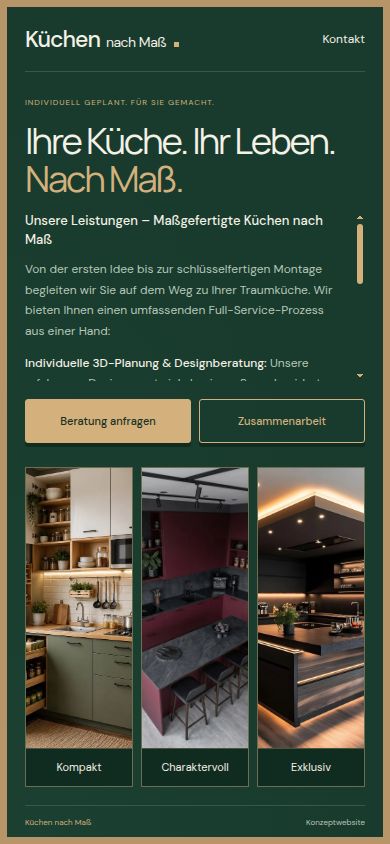 Küchen nach Maß
Kontakt
INDIVIDUELL GEPLANT. FÜR SIE GEMACHT.
Ihre Küche. Ihr Leben.
Nach Maß.
Unsere Leistungen – Maßgefertigte Küchen nach
Maß
Von der ersten Idee bis zur schlüsselfertigen Montage
begleiten wir Sie auf dem Weg zu Ihrer Traumküche. Wir
bieten Ihnen einen umfassenden Full-Service-Prozess
aus einer Hand:
Individuelle 3D-Planung & Designberatung: Unsere
Beratung anfragen
Zusammenarbeit
Kompakt
Charaktervoll
Exklusiv
Küchen nach Maß
Konzeptwebsite